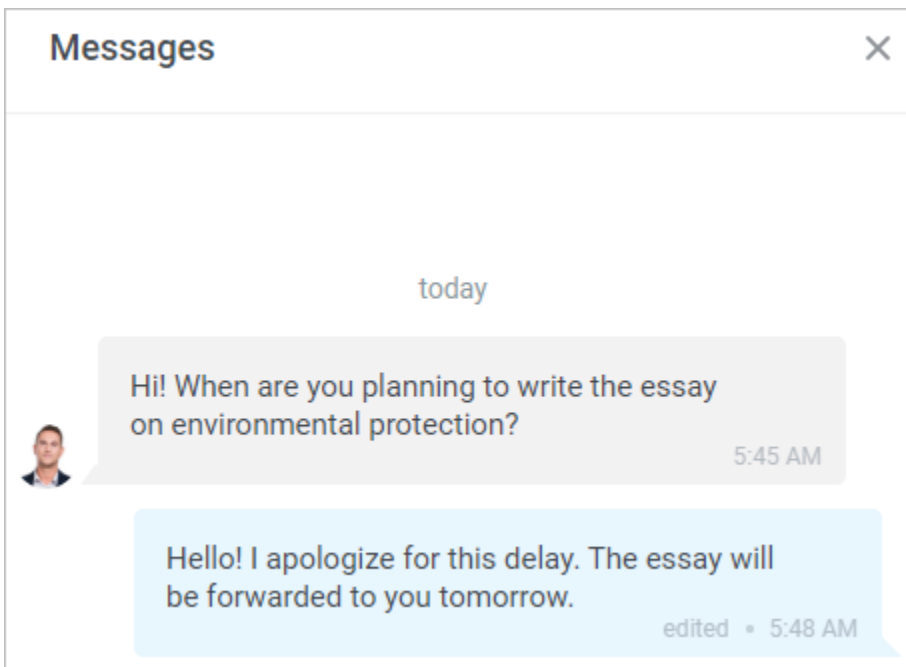 Messages
today
Hi! When are you planning to write the essay
on environmental protection?
5:45 AM
Hello! I apologize for this delay. The essay will
be forwarded to you tomorrow.
edited • 5:48 AM